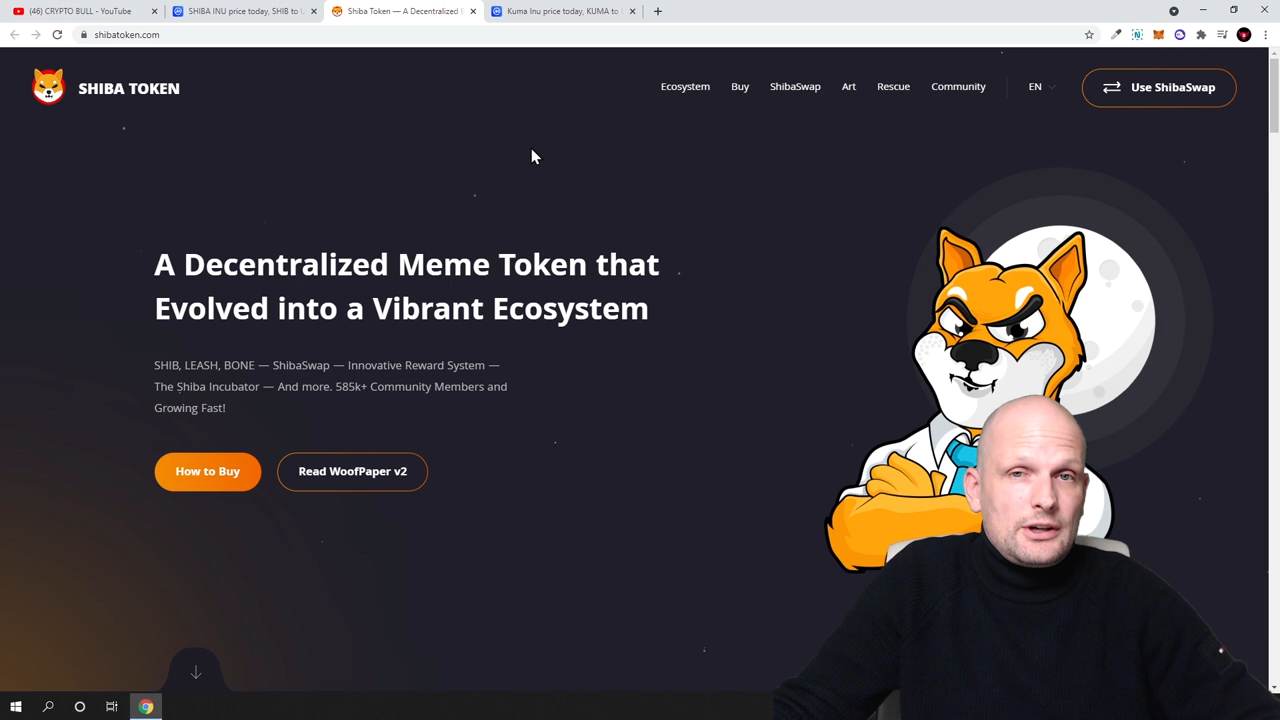 (46) CRYPTO BULL - YouTube
SHIBA INU price today, SHIB to U
Shiba Token — A Decentralized E
Kuma Inu price today, KUMA to U
shibatoken.com
SHIBA TOKEN
Ecosystem
Buy
ShibaSwap
Art
Rescue
Community
EN
Use ShibaSwap
A Decentralized Meme Token that
Evolved into a Vibrant Ecosystem
SHIB, LEASH, BONE — ShibaSwap — Innovative Reward System —
The Shiba Incubator — And more. 585k+ Community Members and
Growing Fast!
How to Buy
Read WoofPaper v2